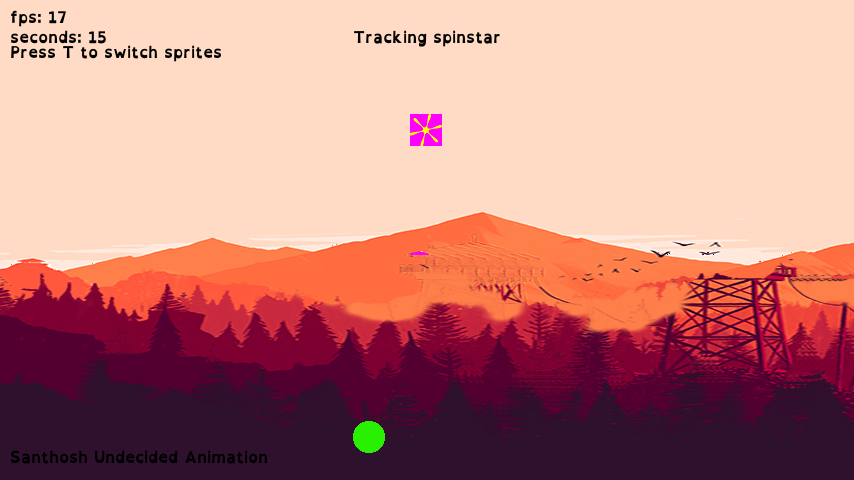 fps: 17
seconds: 15
Press T to switch sprites
Tracking spinstar
Santhosh Undecided Animation